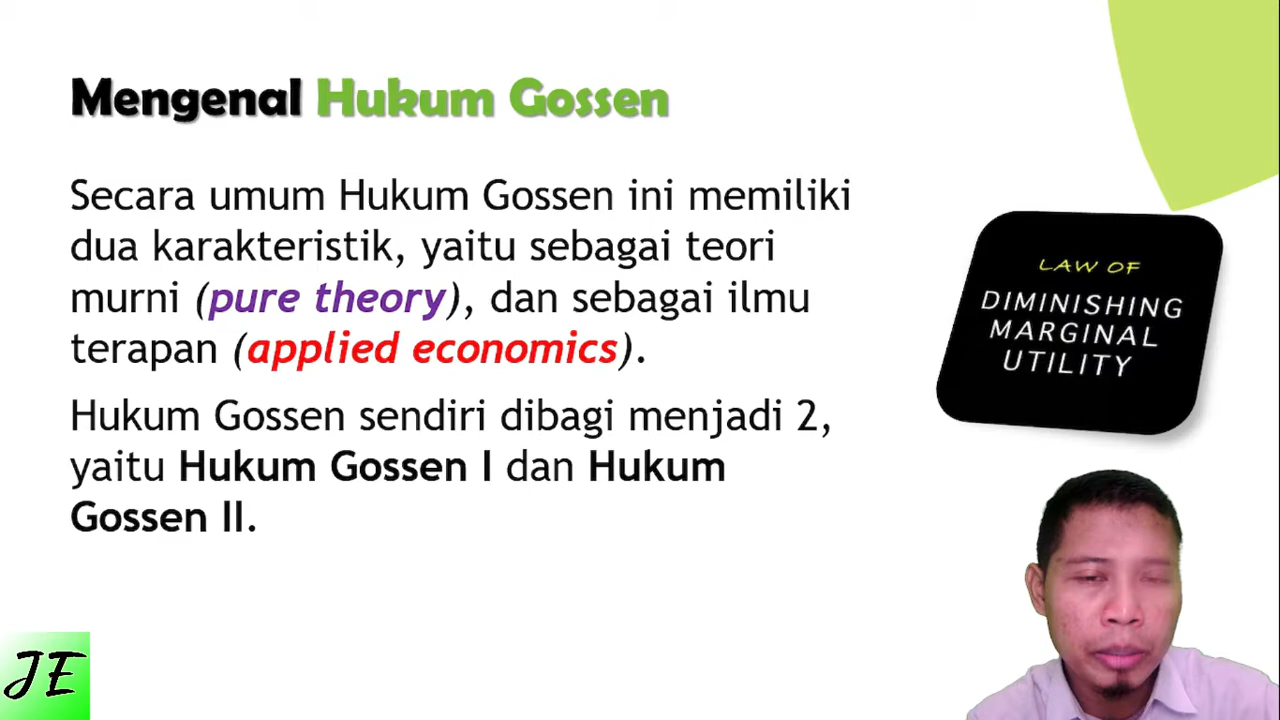 Mengenal Hukum Gossen
Secara umum Hukum Gossen ini memiliki
dua karakteristik, yaitu sebagai teori
murni (pure theory), dan sebagai ilmu
terapan (applied economics).
Hukum Gossen sendiri dibagi menjadi 2,
yaitu Hukum Gossen I dan Hukum
Gossen II.
LAW OF
DIMINISHING
MARGINAL
UTILITY
JE